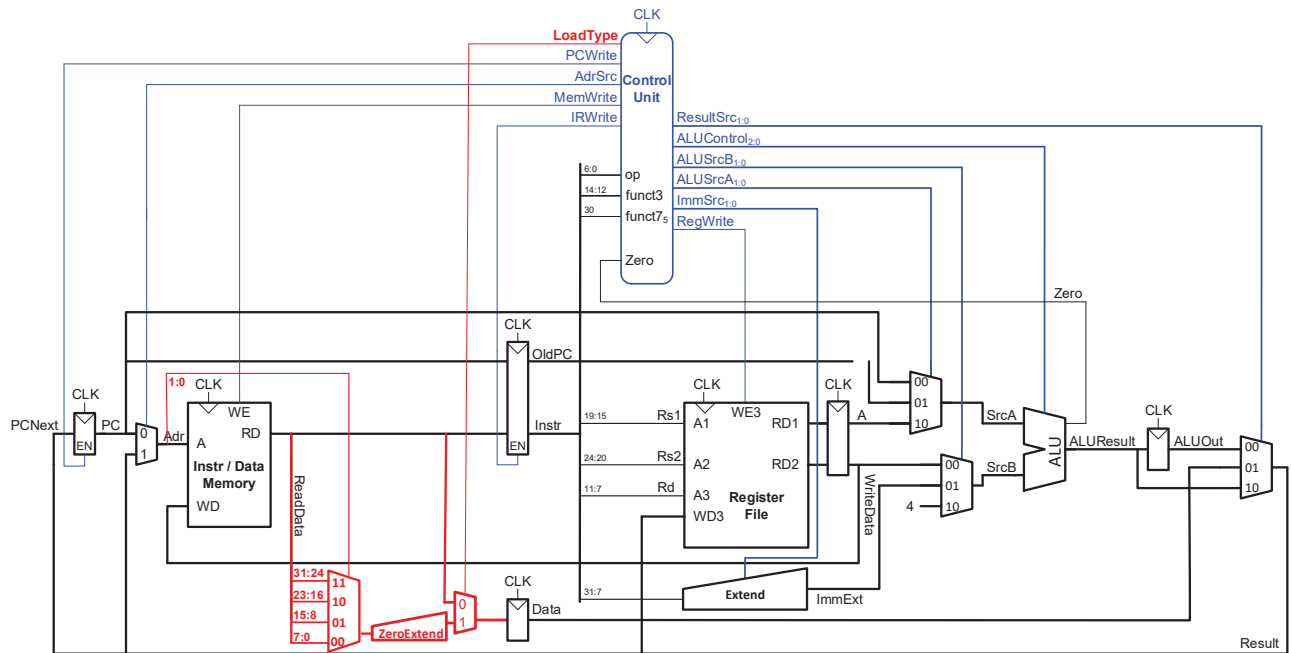 CLK
LoadType
PCWrite
AdrSrc
MemWrite
IRWrite
Control
Unit
ResultSrc1:0
ALUControl2:0
ALUSrcB1:0
ALUSrcA1:0
ImmSrc1:0
RegWrite
6:0
op
14:12
funct3
30
funct75
Zero
Zero
CLK
OldPC
1:0
CLK
CLK
CLK
CLK
CLK
PCNext
EN
PC
0
1
Adr
WE
A
RD
Instr / Data
Memory
WD
EN
Instr
19:15
Rs1
24:20
Rs2
11:7
Rd
A1
A2
A3
WD3
WE3
RD1
RD2
Register
File
A
WriteData
00
01
10
SrcA
00
01
10
4
SrcB
ALU
ALUResult
ALUOut
00
01
10
ReadData
31:24
23:16
15:8
7:0
11
10
01
00
ZeroExtend
0
1
CLK
Data
31:7
Extend
ImmExt
Result